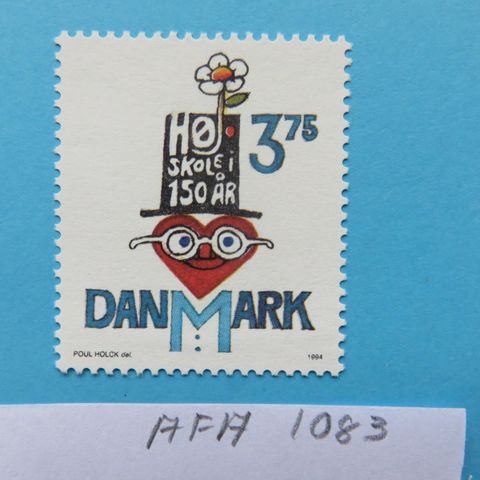 HØJ
SKOLE i
150 ÅR
3 75
DANMARK
POUL HOLCK del.
1994
AFA 1083